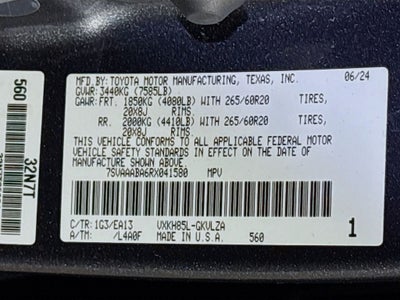 MFD.BY: TOYOTA MOTOR MANUFACTURING, TEXAS, INC. 06/24
GVWR: 3440KG (7585LB)
GAWR: FRT. 1850KG (4080LB) WITH 265/60R20 TIRES,
20X8J RIMS.
RR. 2000KG (4410LB) WITH 265/60R20 TIRES,
20X8J RIMS.
THIS VEHICLE CONFORMS TO ALL APPLICABLE FEDERAL MOTOR
VEHICLE SAFETY STANDARDS IN EFFECT ON THE DATE OF
MANUFACTURE SHOWN ABOVE.
7SVAAABA6RX041580 MPV
C/TR: 1G3/EA13 VXKH85L-GKVLZA
A/TM: /L4A0F MADE IN U.S.A. 560 1
560
32N7T